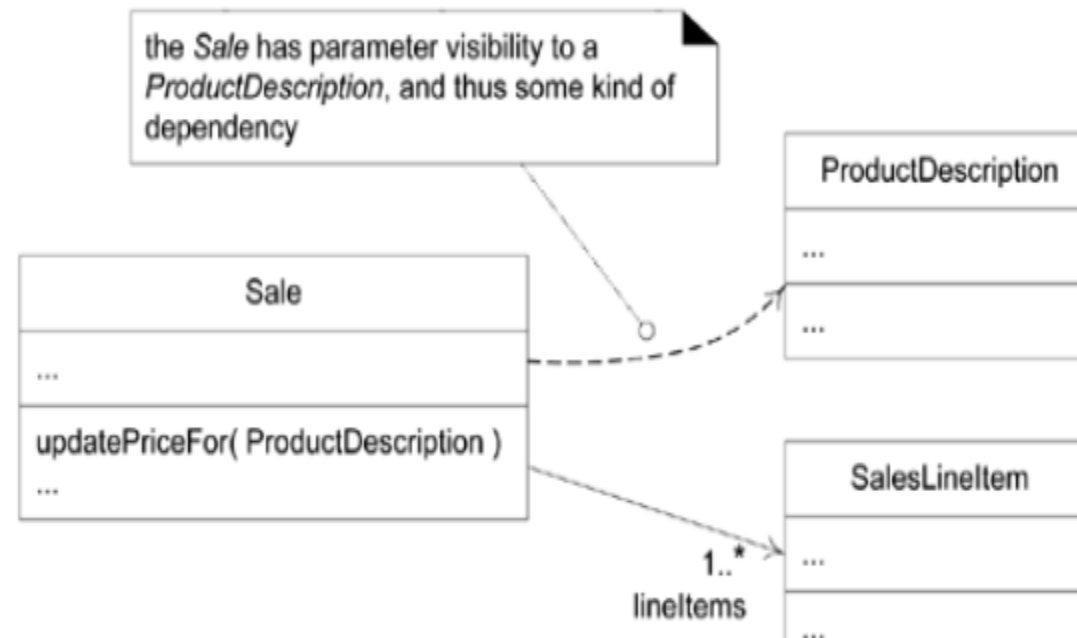 the Sale has parameter visibility to a
ProductDescription, and thus some kind of
dependency
ProductDescription
...
...
Sale
...
updatePriceFor( ProductDescription )
...
SalesLineItem
...
...
1..*
lineItems